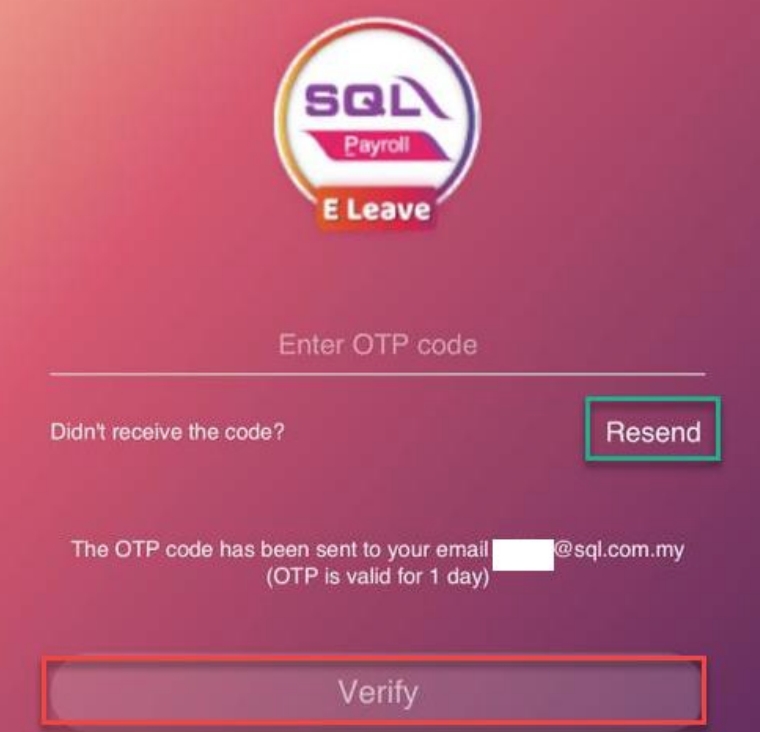 SQL
Payroll
E Leave
Enter OTP code
Didn't receive the code?
Resend
The OTP code has been sent to your email @sql.com.my
(OTP is valid for 1 day)
Verify